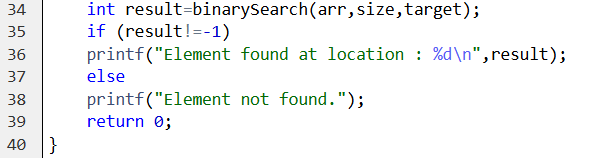 34 int result=binarySearch(arr,size,target);
35 if (result!=-1)
36 printf("Element found at location : %d\n",result);
37 else
38 printf("Element not found.");
39 return 0;
40 }